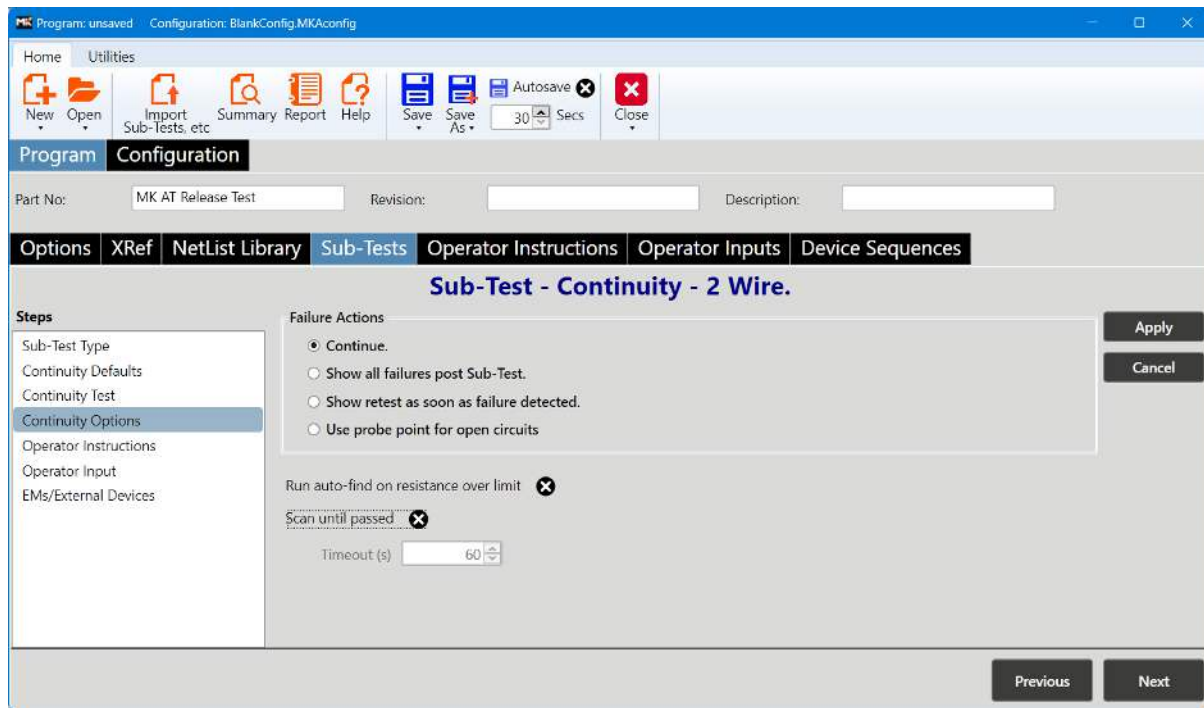 MK Program: unsaved Configuration: BlankConfig.MKAconfig
Home Utilities
New Open Import Sub-Tests, etc Summary Report Help Save Save As Autosave 30 Secs Close
Program Configuration
Part No: MK AT Release Test Revision: Description:
Options XRef NetList Library Sub-Tests Operator Instructions Operator Inputs Device Sequences
Sub-Test - Continuity - 2 Wire.
Steps
Sub-Test Type
Continuity Defaults
Continuity Test
Continuity Options
Operator Instructions
Operator Input
EMs/External Devices
Failure Actions
Continue.
Show all failures post Sub-Test.
Show retest as soon as failure detected.
Use probe point for open circuits
Run auto-find on resistance over limit
Scan until passed
Timeout (s) 60
Apply
Cancel
Previous Next